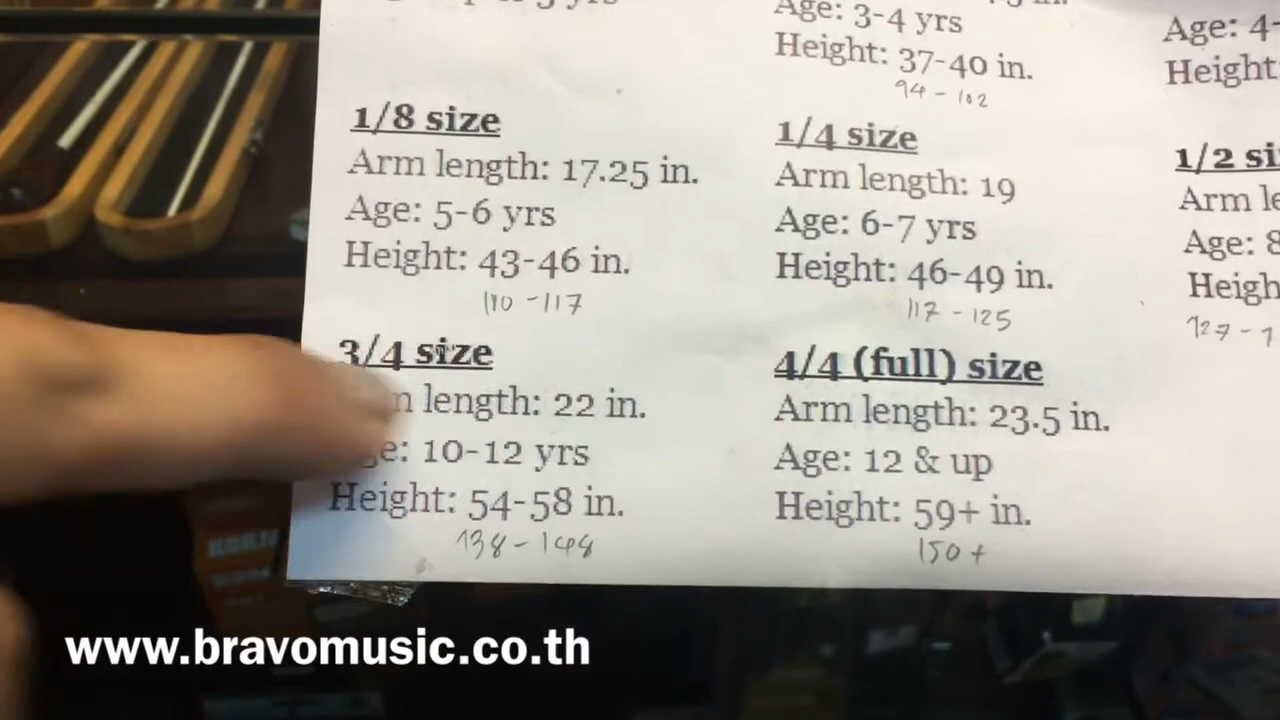 Age: 3-4 yrs
Height: 37-40 in.
94 - 102
Age: 4-
Height
1/8 size
Arm length: 17.25 in.
Age: 5-6 yrs
Height: 43-46 in.
110 - 117
1/4 size
Arm length: 19
Age: 6-7 yrs
Height: 46-49 in.
117 - 125
1/2 si
Arm le
Age: 8
Heigh
127 - 1
3/4 size
length: 22 in.
10-12 yrs
Height: 54-58 in.
138 - 148
4/4 (full) size
Arm length: 23.5 in.
Age: 12 & up
Height: 59+ in.
150 +
www.bravomusic.co.th